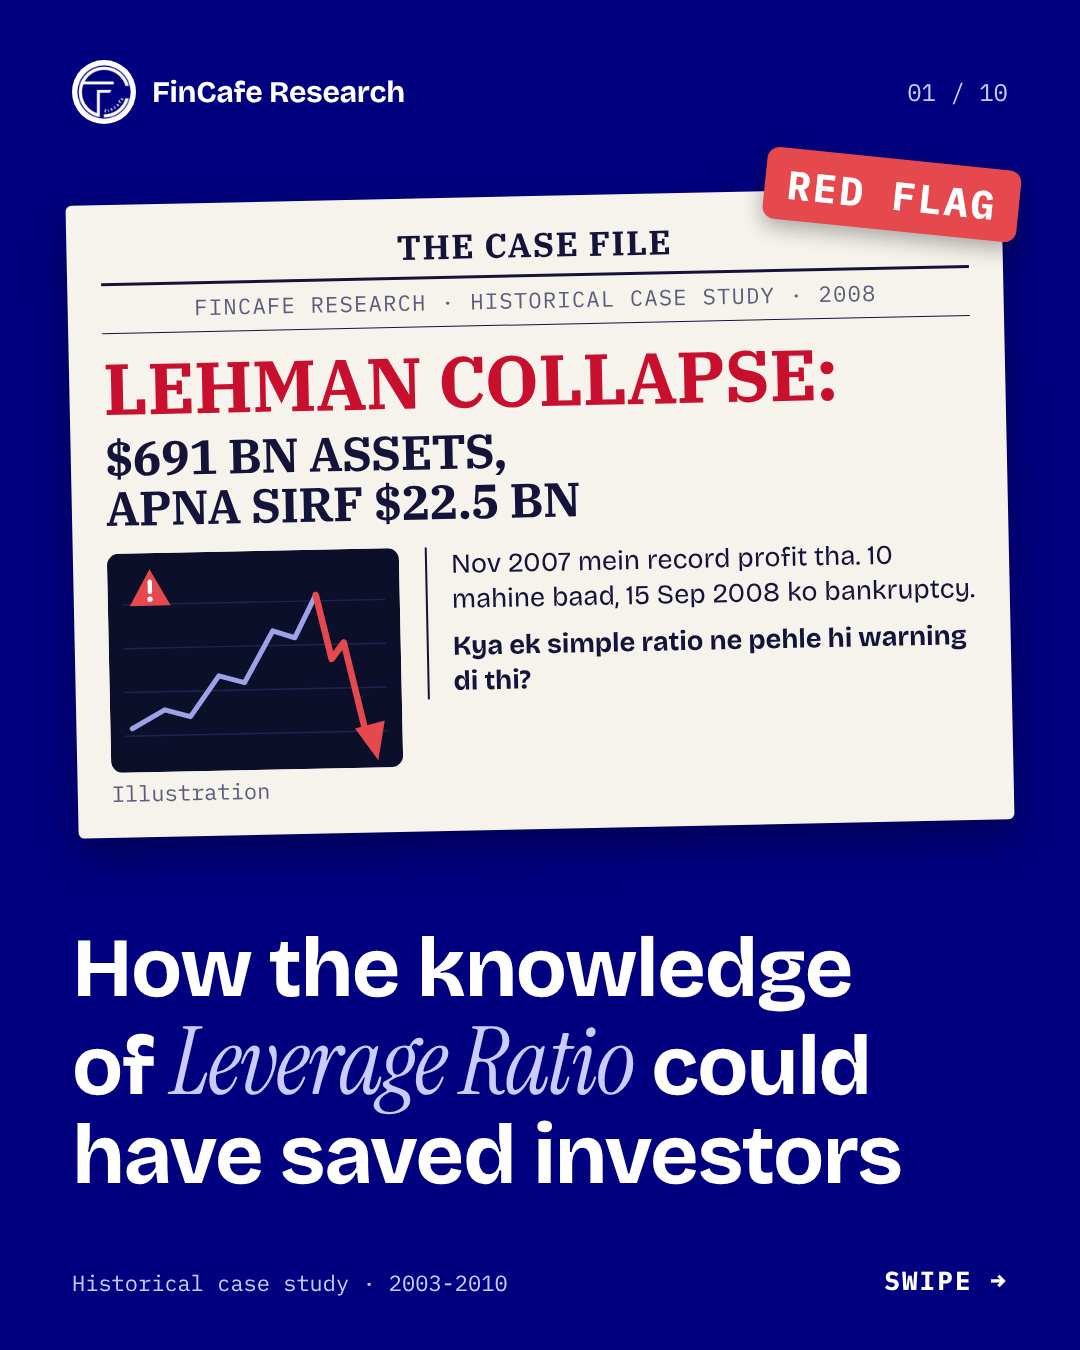 FinCafe Research
01 / 10
RED FLAG
THE CASE FILE
FINCAFE RESEARCH · HISTORICAL CASE STUDY · 2008
LEHMAN COLLAPSE:
$691 BN ASSETS,
APNA SIRF $22.5 BN
Nov 2007 mein record profit tha. 10
mahine baad, 15 Sep 2008 ko bankruptcy.
Kya ek simple ratio ne pehle hi warning
di thi?
Illustration
How the knowledge
of Leverage Ratio could
have saved investors
Historical case study · 2003-2010
SWIPE →